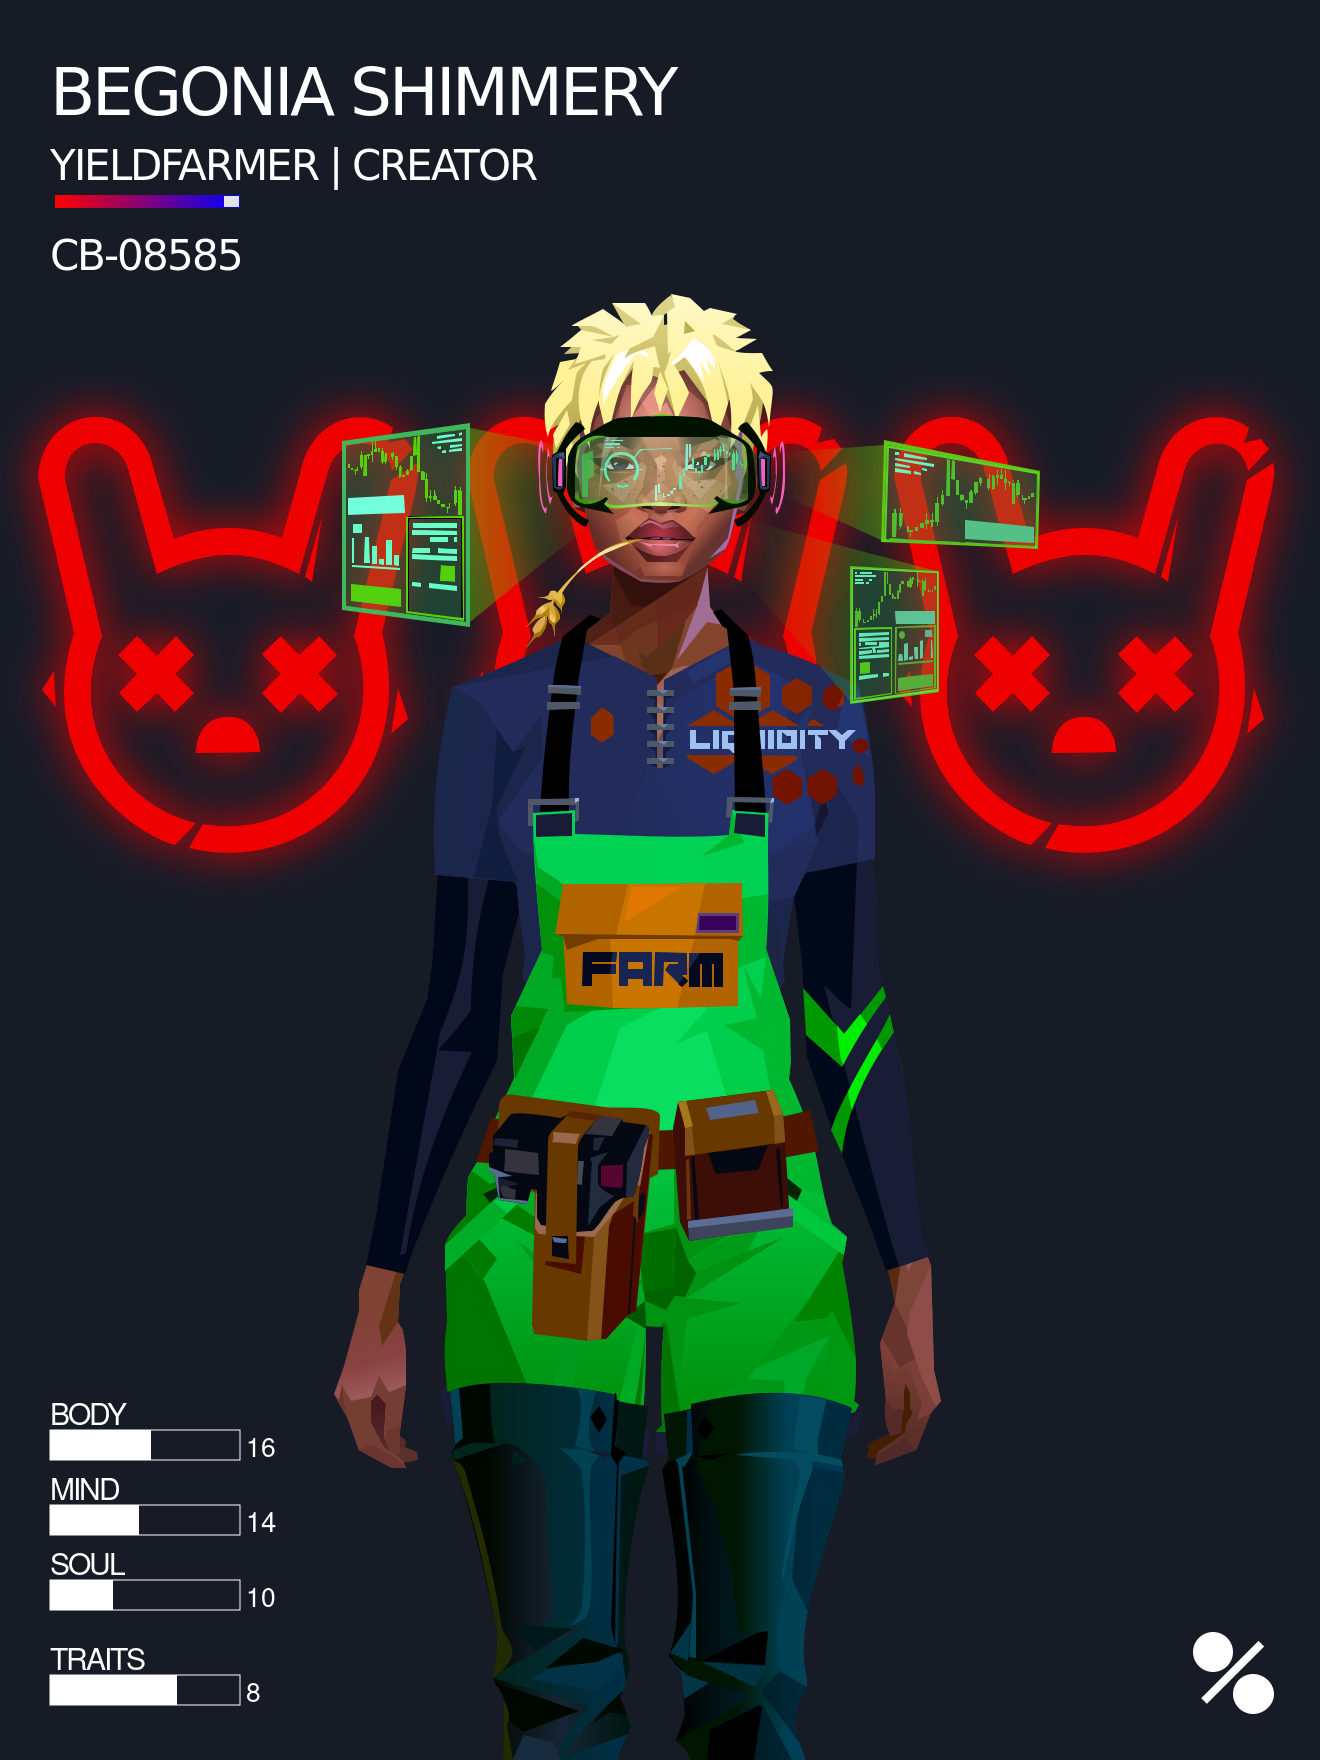 BEGONIA SHIMMERY
YIELDFARMER | CREATOR
CB-08585
LIQUIDITY
FARM
BODY
16
MIND
14
SOUL
10
TRAITS
8